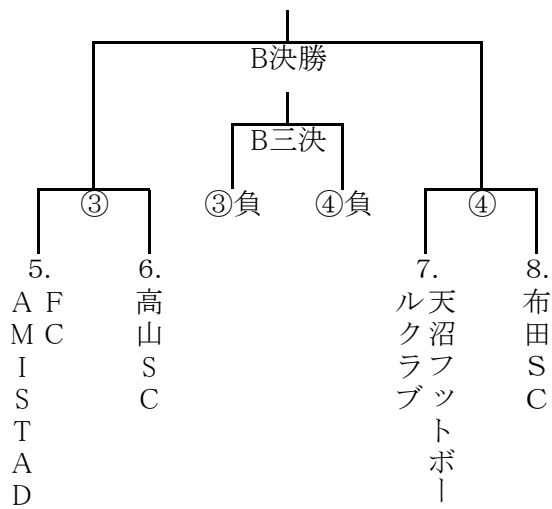 B決勝
B三決
③
③負
④負
④
5.
6.
7.
8.
FC
AMISTAD
高山SC
天沼フットボー
ルクラブ
布田SC